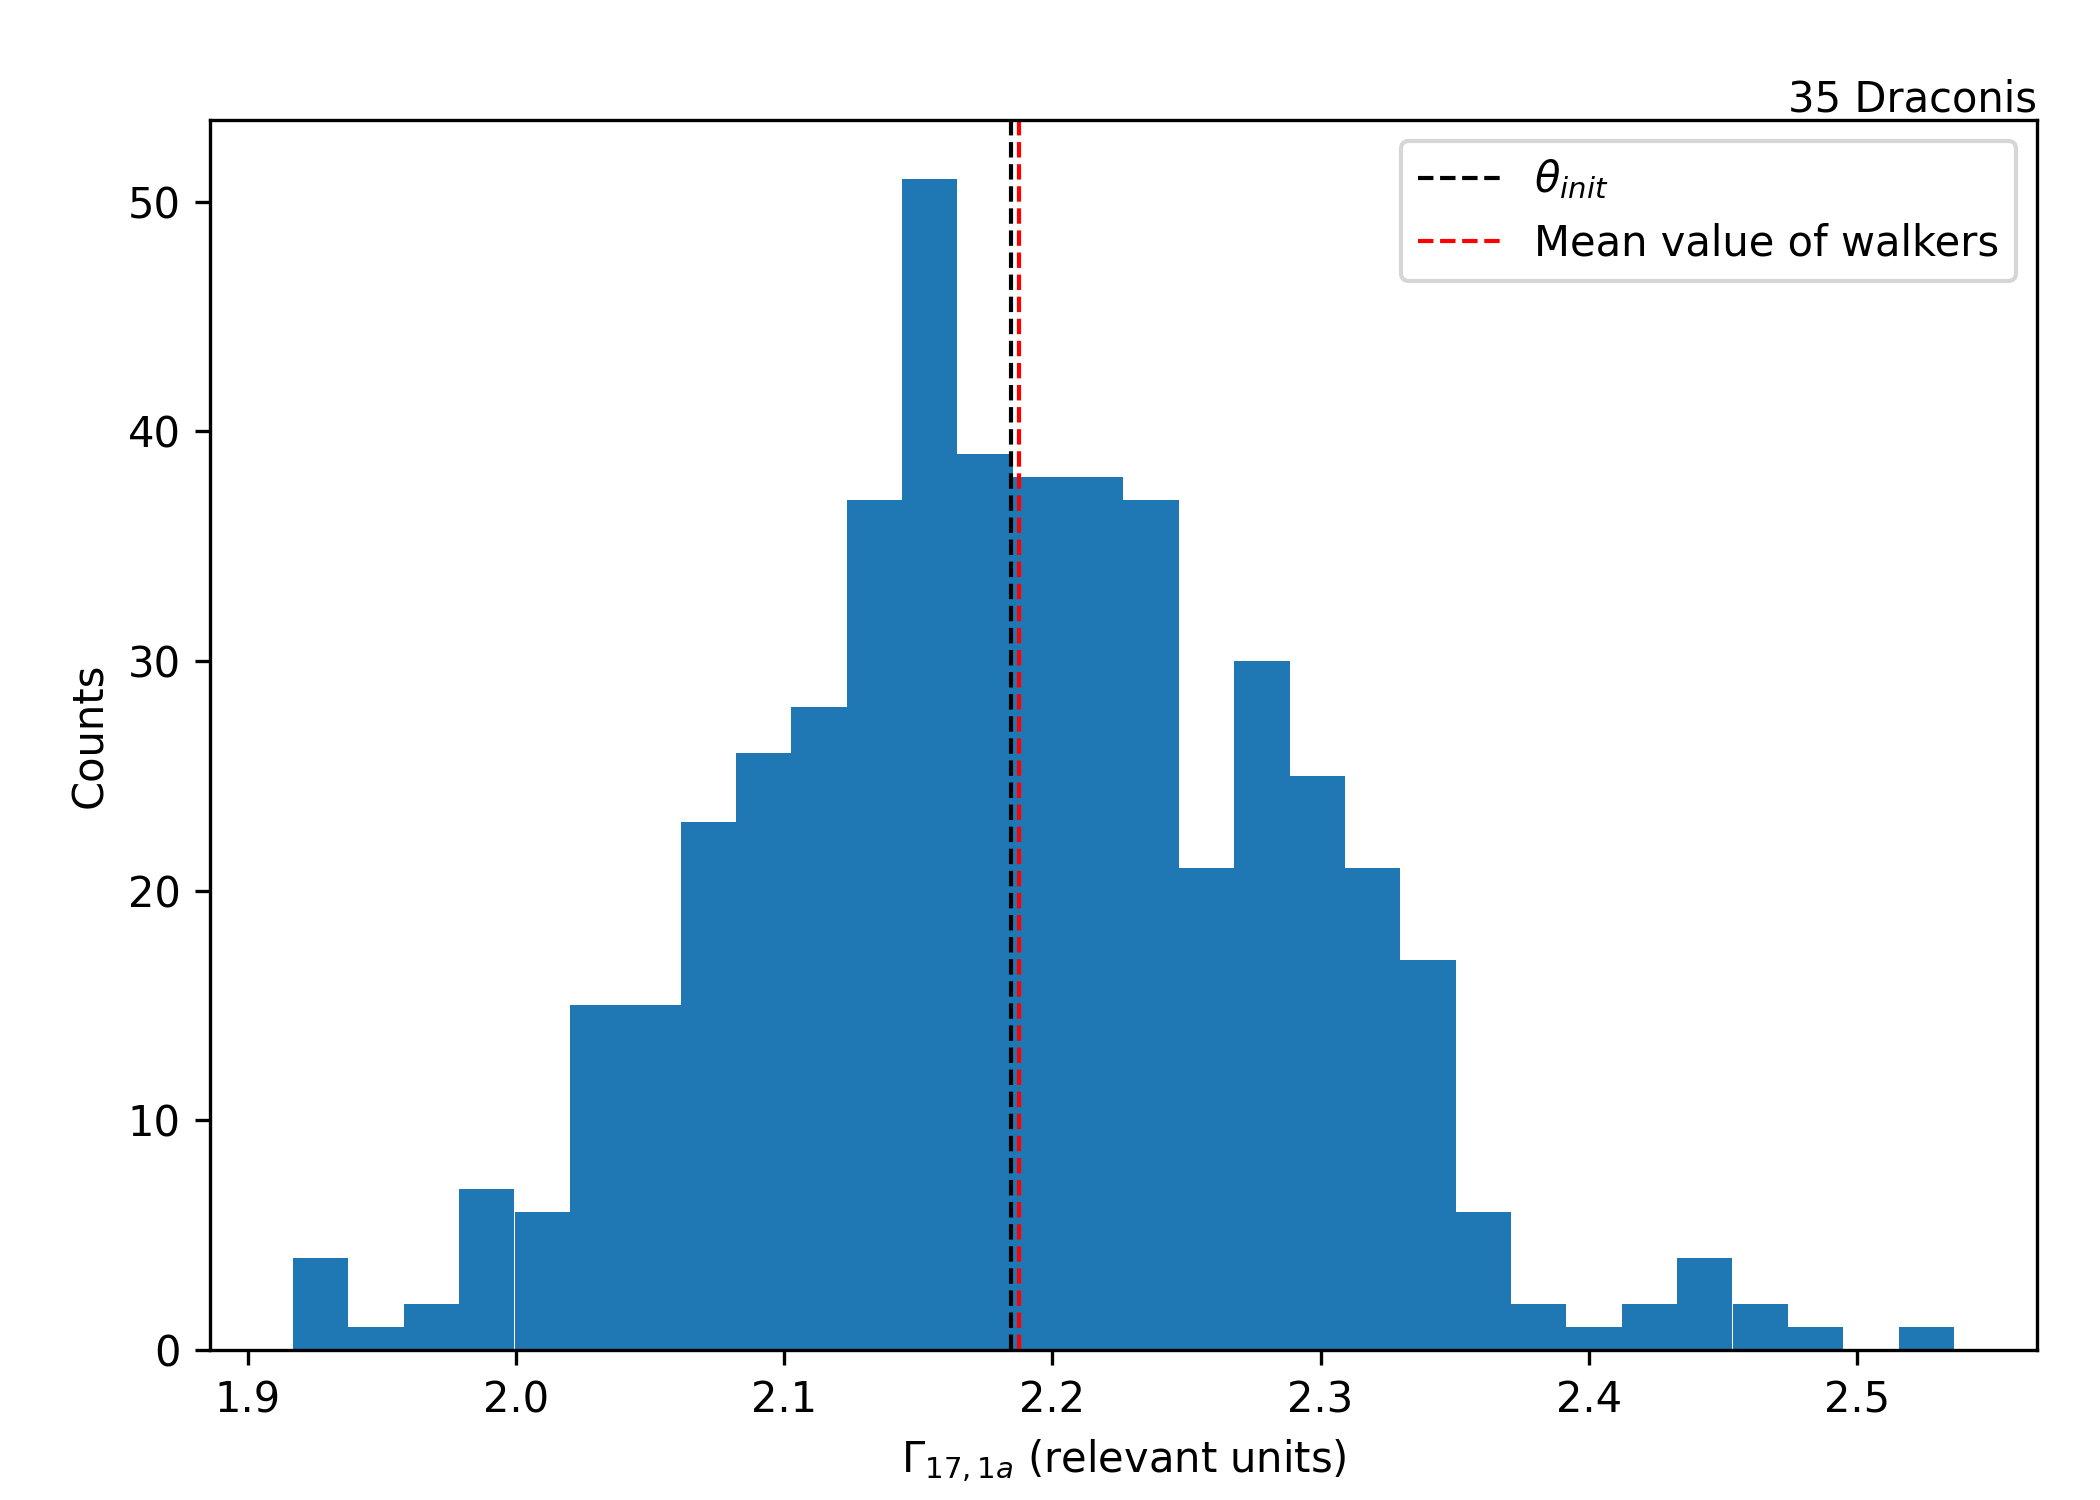 35 Draconis
θinit
Mean value of walkers
50
40
30
20
10
0
Counts
1.9 2.0 2.1 2.2 2.3 2.4 2.5
Γ17,1a (relevant units)